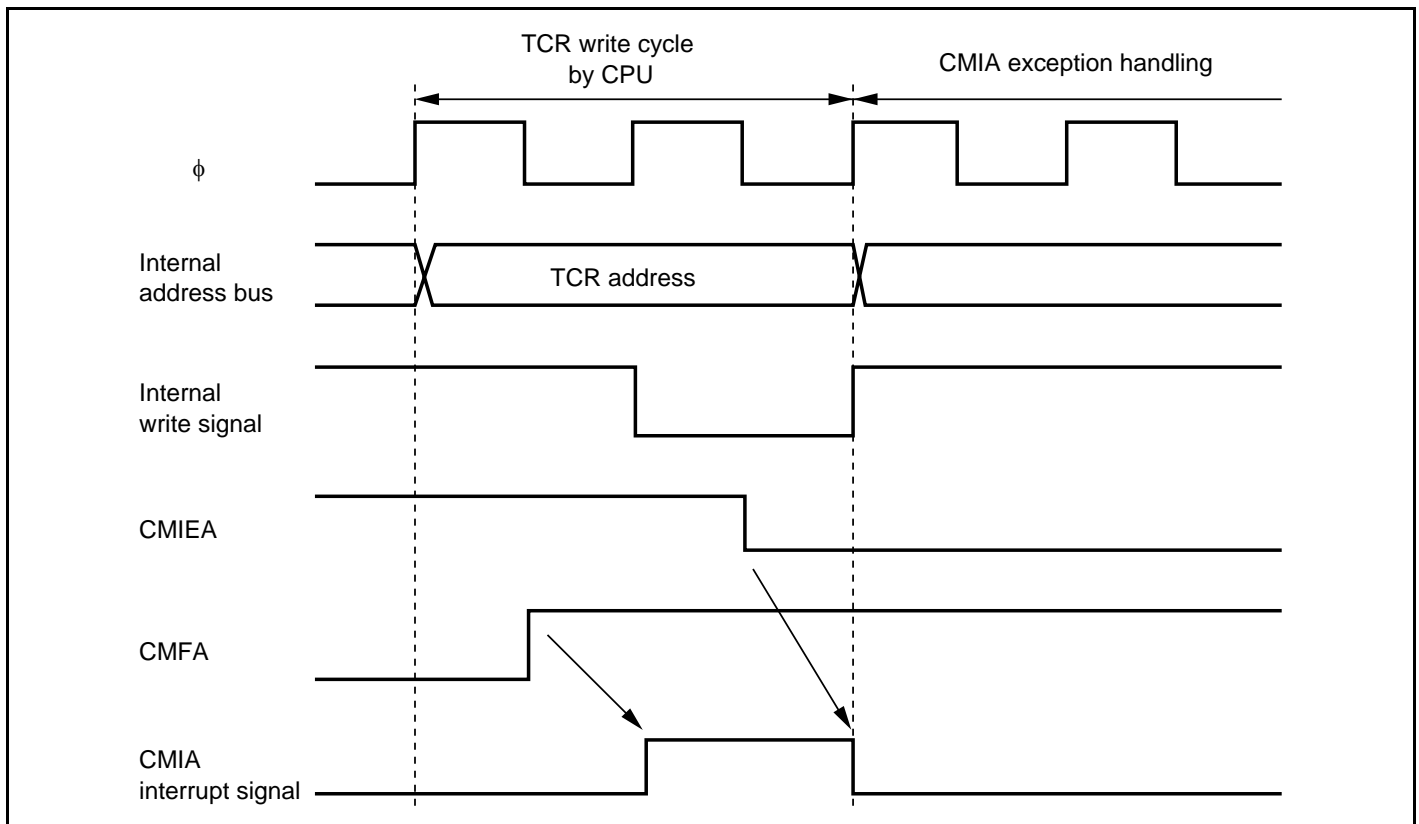 TCR write cycle
by CPU
CMIA exception handling
ϕ
Internal
address bus
TCR address
Internal
write signal
CMIEA
CMFA
CMIA
interrupt signal